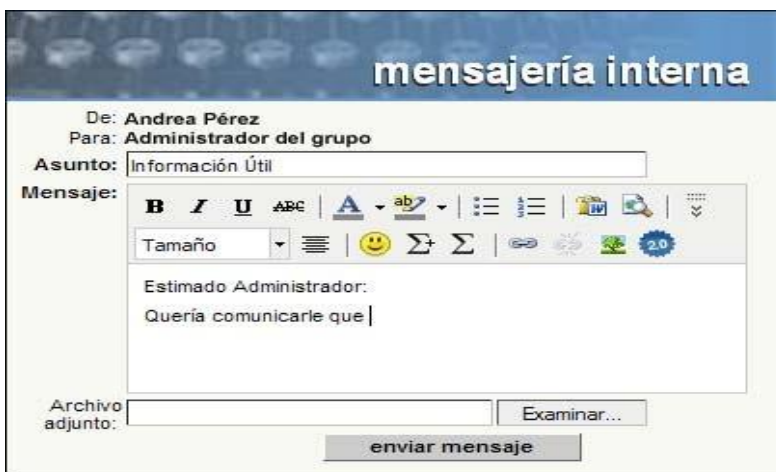 mensajería interna
De: Andrea Pérez
Para: Administrador del grupo
Asunto: Información Útil
Mensaje:
B I U ABC A ab
Tamaño Σ+ Σ 2.0
Estimado Administrador:
Quería comunicarle que
Archivo adjunto:
Examinar...
enviar mensaje